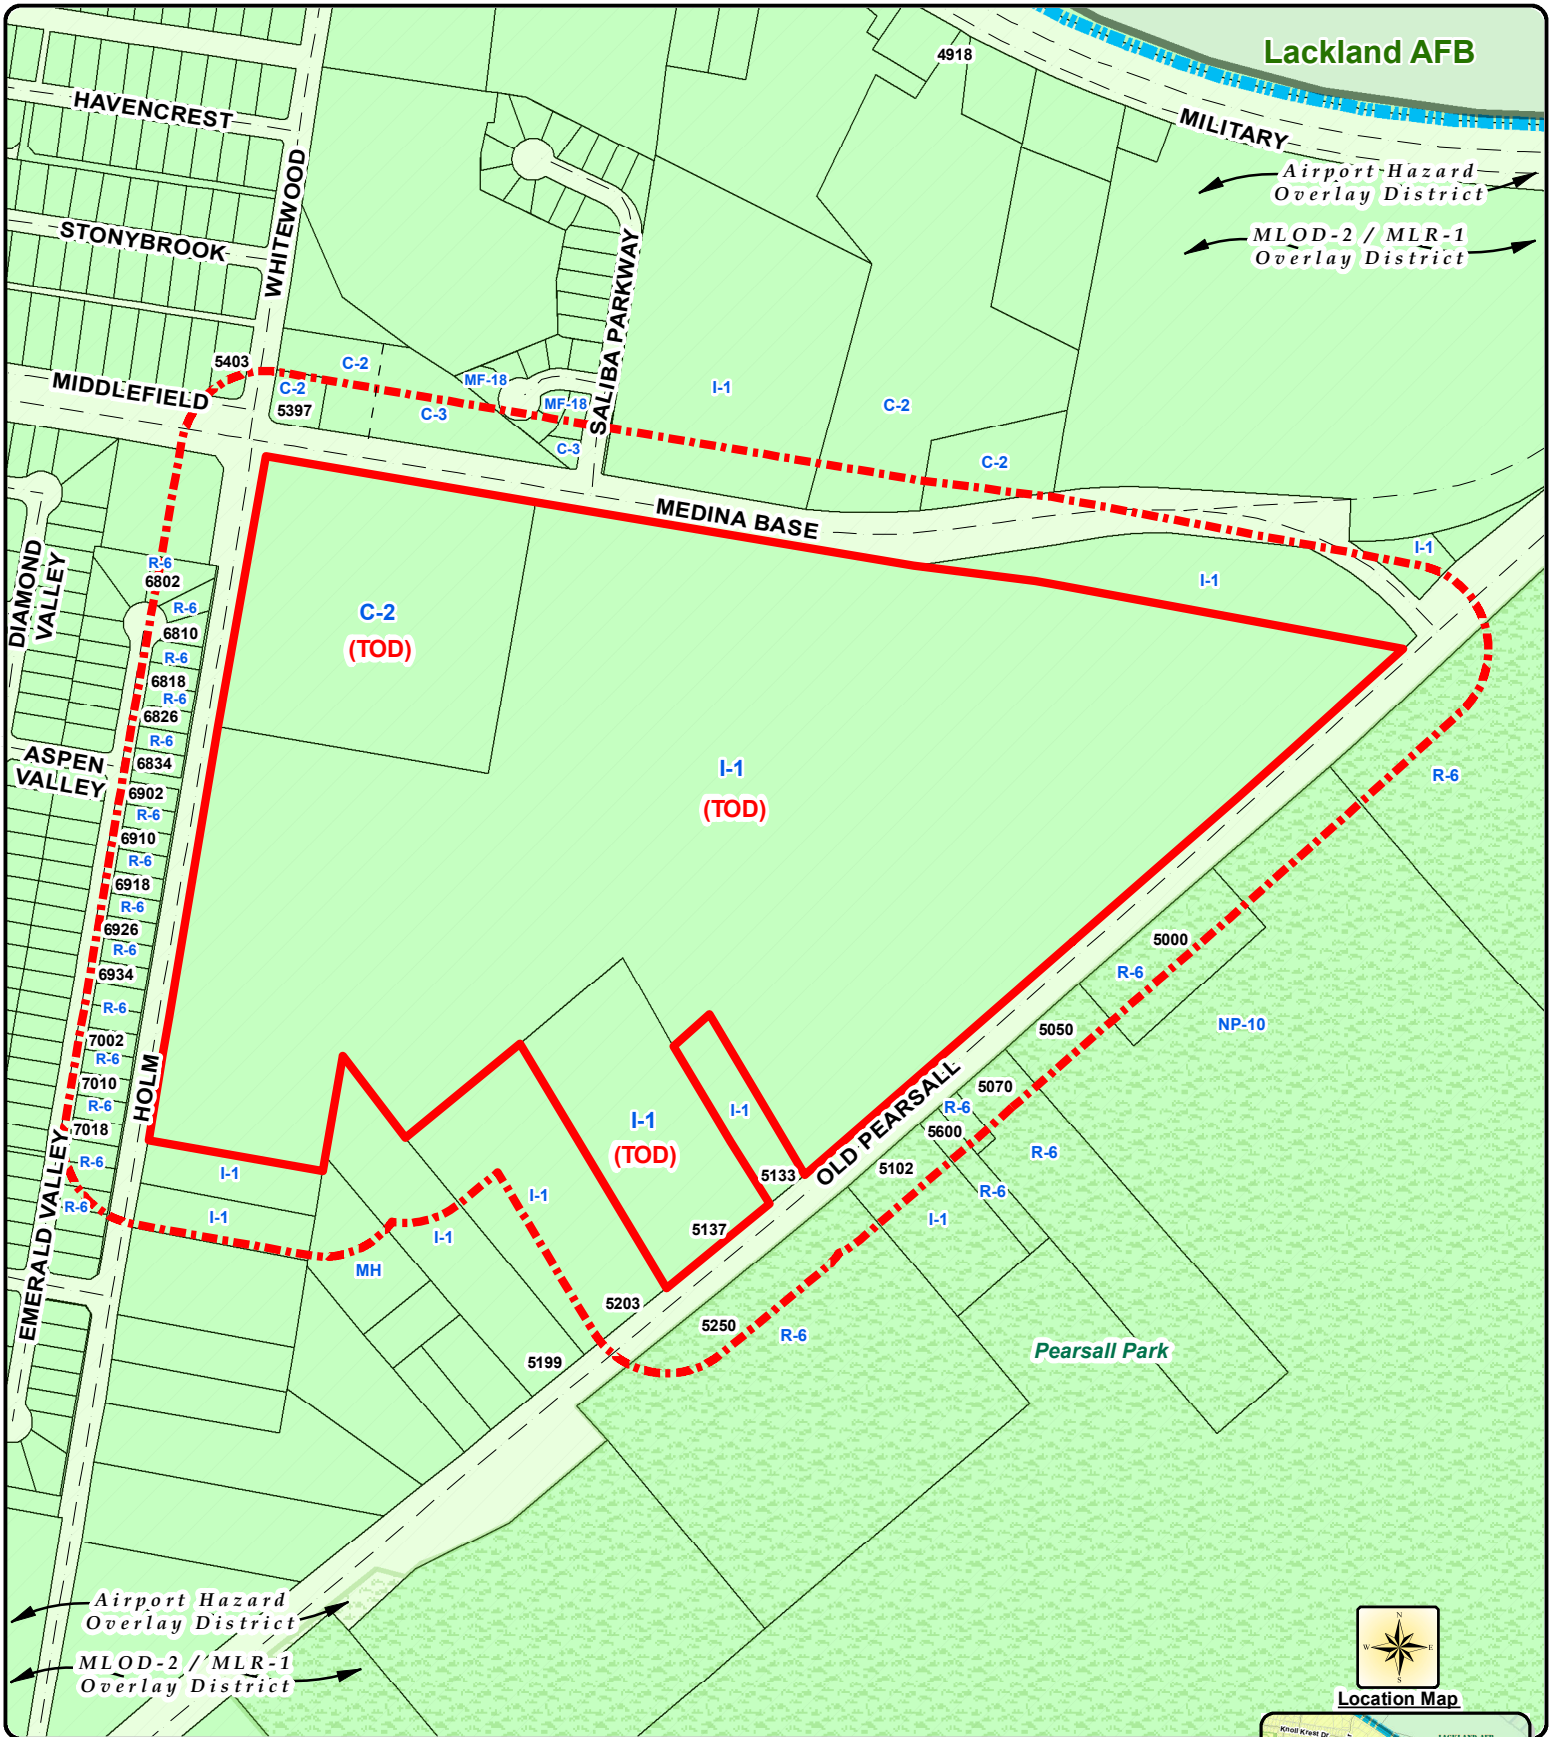 Lackland AFB
4918
HAVENCREST
MILITARY
WHITEWOOD
Airport Hazard
Overlay District
STONYBROOK
SALIBA PARKWAY
MLOD-2 / MLR-1
Overlay District
5403
C-2
MIDDLEFIELD
C-2
5397
C-3
MF-18
MF-18
C-3
I-1
C-2
C-2
MEDINA BASE
DIAMOND
VALLEY
I-1
I-1
R-6
6802
R-6
6810
R-6
6818
R-6
6826
R-6
6834
6902
R-6
6910
R-6
6918
R-6
6926
R-6
6934
R-6
7002
R-6
7010
R-6
7018
R-6
R-6
C-2
(TOD)
ASPEN
VALLEY
I-1
(TOD)
R-6
5000
R-6
NP-10
5050
5070
R-6
5600
R-6
5102
R-6
I-1
HOLM
OLD PEARSALL
I-1
I-1
(TOD)
5133
5137
I-1
I-1
I-1
I-1
MH
EMERALD VALLEY
5203
5250
R-6
5199
Pearsall Park
Airport Hazard
Overlay District
MLOD-2 / MLR-1
Overlay District
N
W
E
S
Location Map
Knoll Krest Dr
LACKLAND AFB